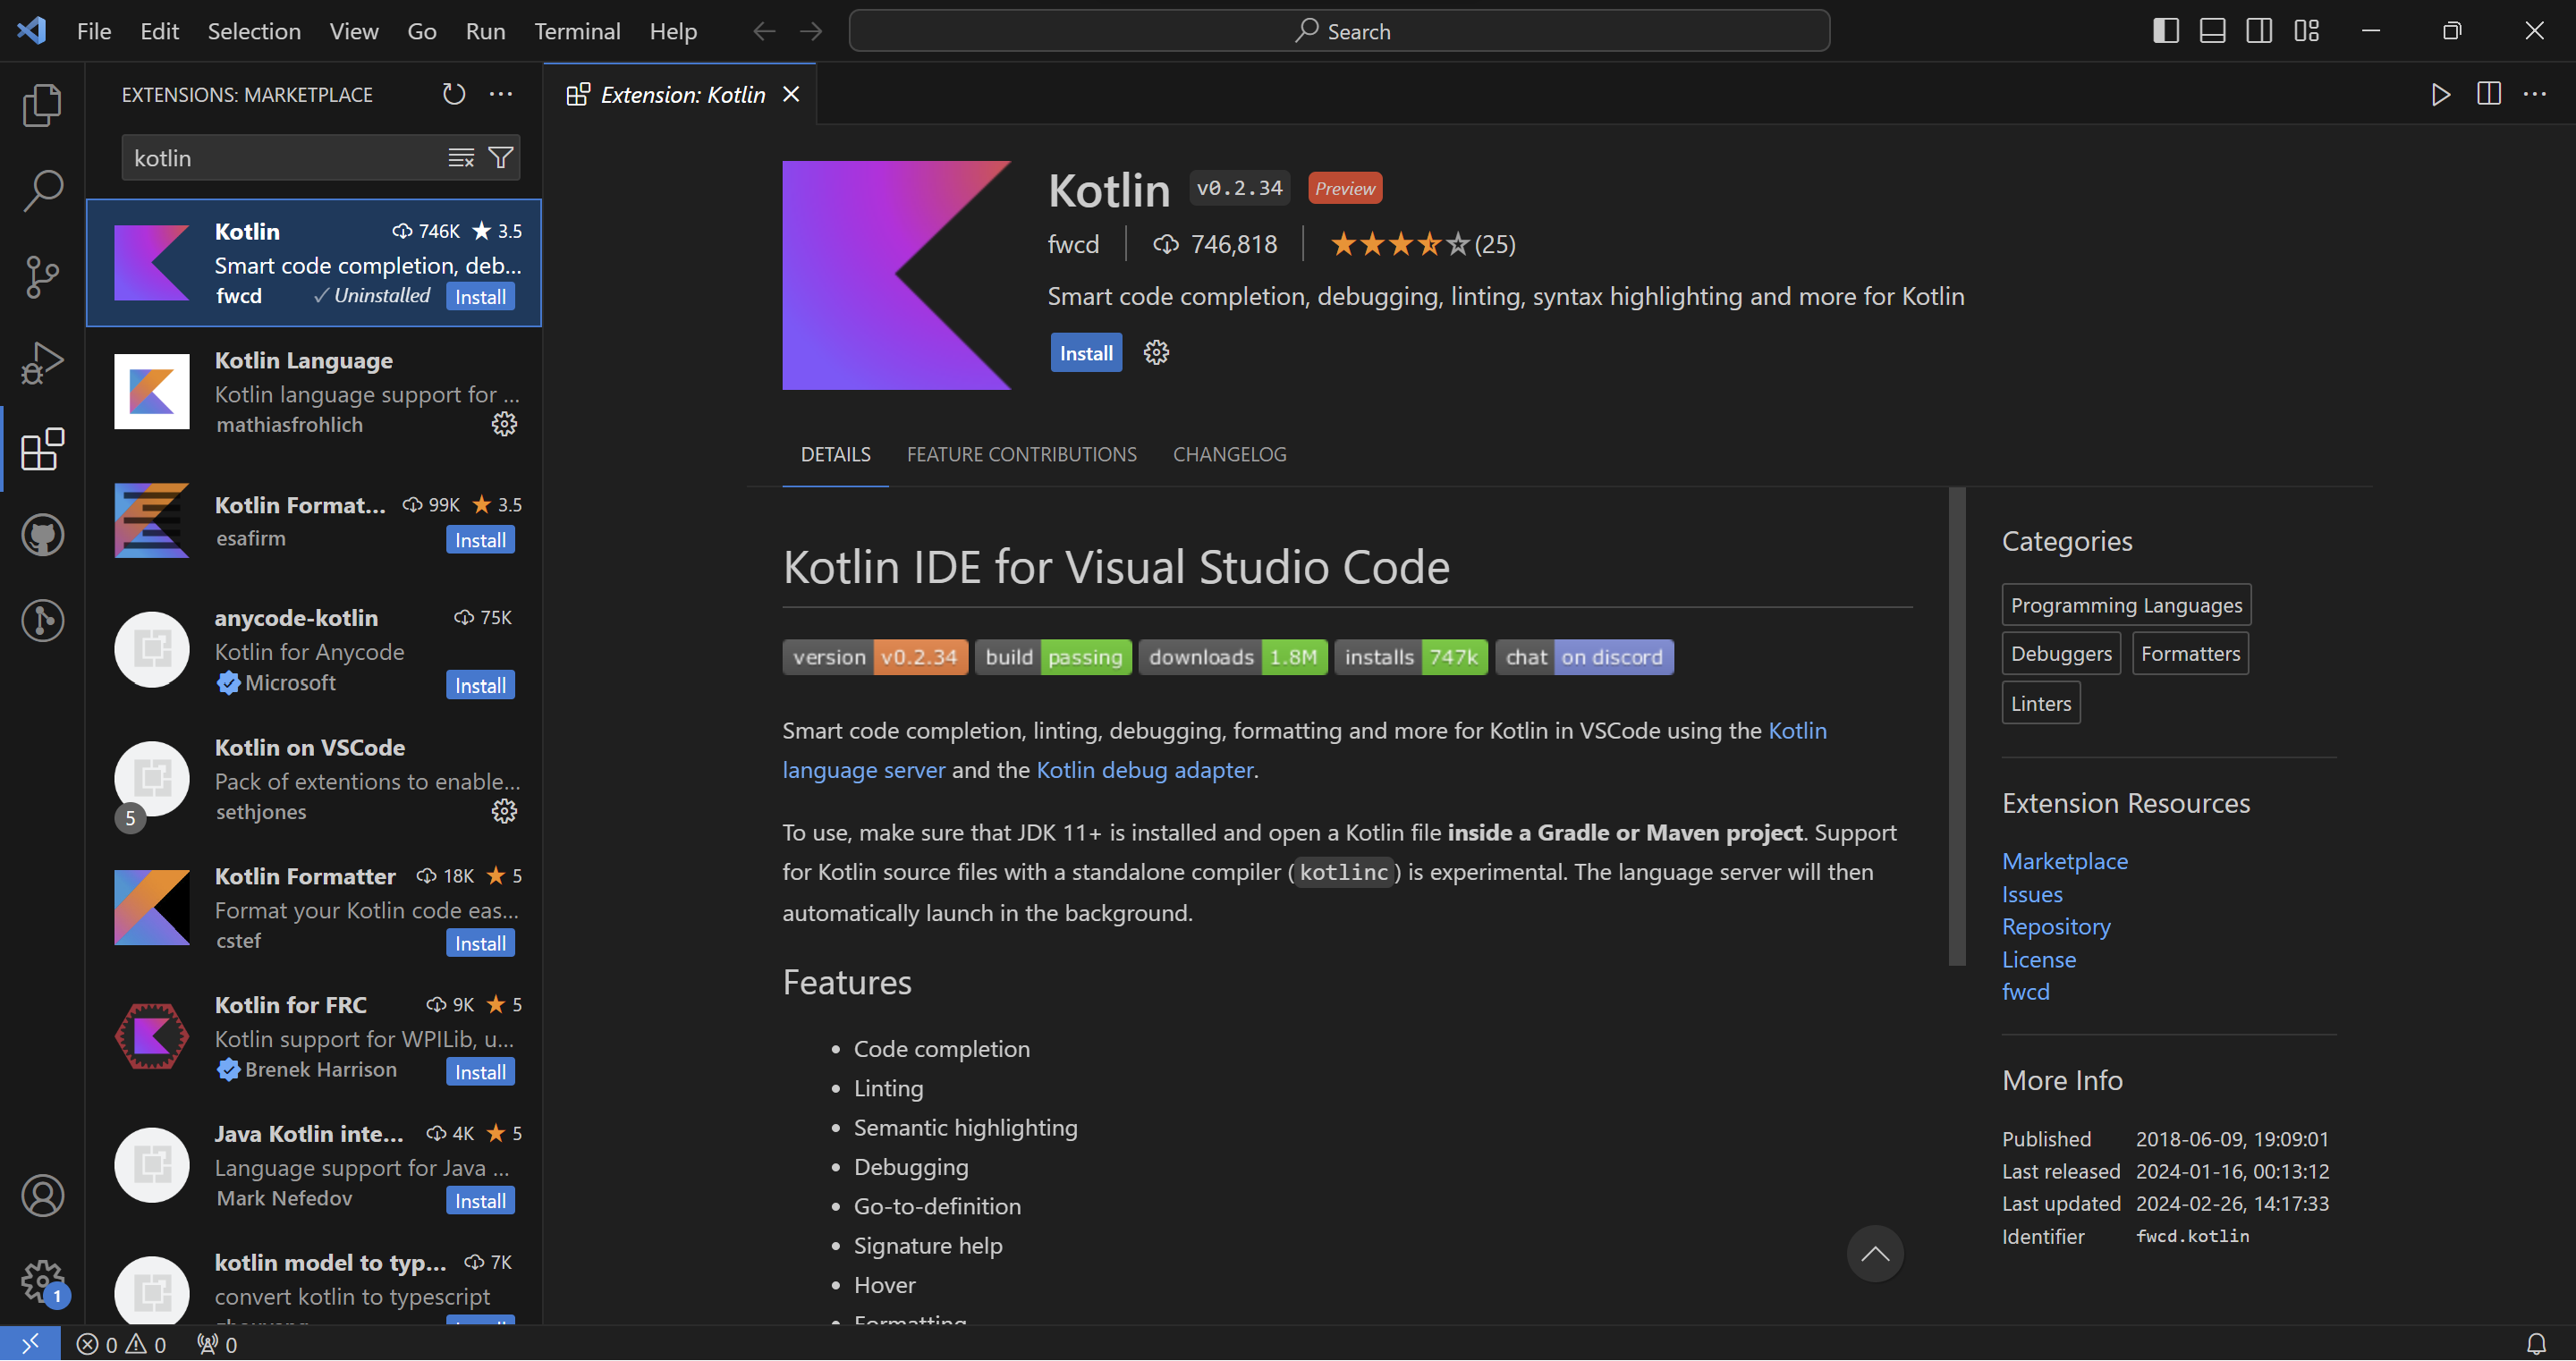 File Edit Selection View Go Run Terminal Help
Search
EXTENSIONS: MARKETPLACE
kotlin
Kotlin 746K 3.5
Smart code completion, deb...
fwcd Uninstalled Install
Kotlin Language
Kotlin language support for ...
mathiasfrohlich
Kotlin Format... 99K 3.5
esafirm Install
anycode-kotlin 75K
Kotlin for Anycode
Microsoft Install
Kotlin on VSCode
Pack of extentions to enable...
sethjones
5
Kotlin Formatter 18K 5
Format your Kotlin code eas...
cstef Install
Kotlin for FRC 9K 5
Kotlin support for WPILib, u...
Brenek Harrison Install
Java Kotlin inte... 4K 5
Language support for Java ...
Mark Nefedov Install
kotlin model to typ... 7K
convert kotlin to typescript
1
Extension: Kotlin
Kotlin v0.2.34 Preview
fwcd 746,818 (25)
Smart code completion, debugging, linting, syntax highlighting and more for Kotlin
Install
DETAILS FEATURE CONTRIBUTIONS CHANGELOG
Kotlin IDE for Visual Studio Code
version v0.2.34 build passing downloads 1.8M installs 747k chat on discord
Smart code completion, linting, debugging, formatting and more for Kotlin in VSCode using the Kotlin
language server and the Kotlin debug adapter.
To use, make sure that JDK 11+ is installed and open a Kotlin file inside a Gradle or Maven project. Support
for Kotlin source files with a standalone compiler (kotlinc) is experimental. The language server will then
automatically launch in the background.
Features
• Code completion
• Linting
• Semantic highlighting
• Debugging
• Go-to-definition
• Signature help
• Hover
• Formatting
Categories
Programming Languages
Debuggers Formatters
Linters
Extension Resources
Marketplace
Issues
Repository
License
fwcd
More Info
Published 2018-06-09, 19:09:01
Last released 2024-01-16, 00:13:12
Last updated 2024-02-26, 14:17:33
Identifier fwcd.kotlin
0 0 0